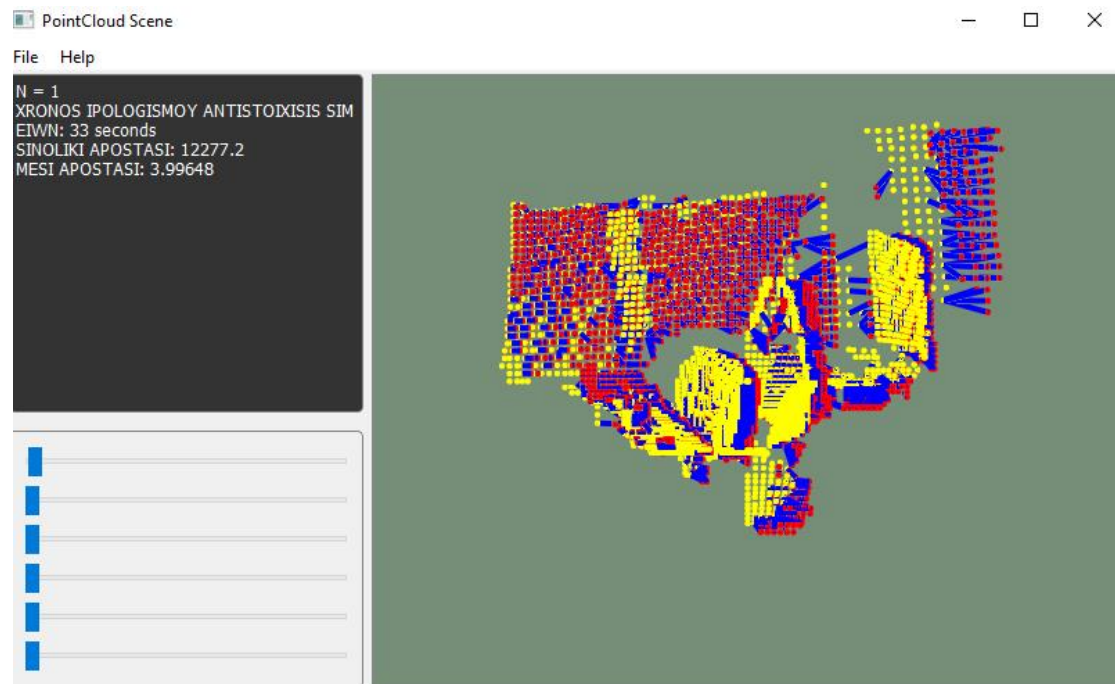 PointCloud Scene
File Help
N = 1
XRONOS IPOLOGISMOY ANTISTOIXISIS SIM
EIWN: 33 seconds
SINOLIKI APOSTASI: 12277.2
MESI APOSTASI: 3.99648